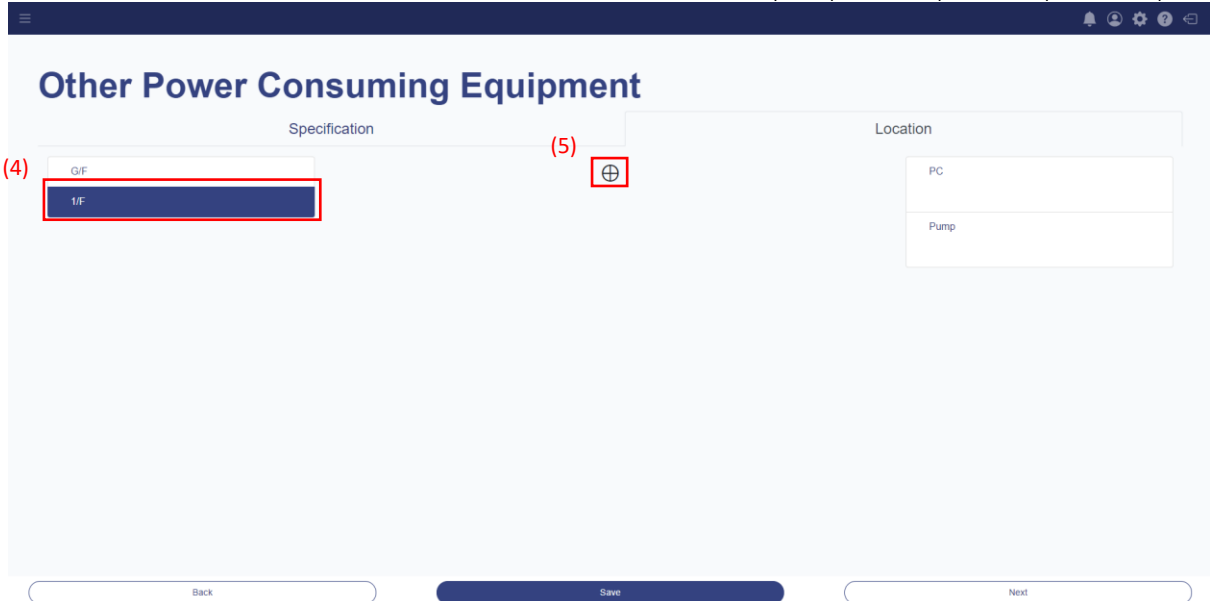 Other Power Consuming Equipment
Specification
Location
(5)
(4)
G/F
PC
1/F
Pump
Back
Save
Next